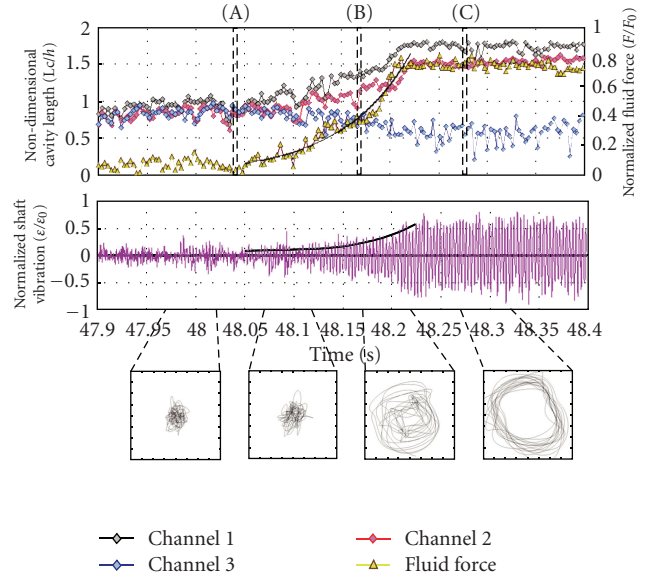 (A) (B) (C)
Non-dimensional
cavity length (Lc/h)
2
1.5
1
0.5
0
1
0.8
0.6
0.4
0.2
0
Normalized fluid force (F/F0)
Normalized shaft
vibration (ε/ε0)
1
0.5
0
−0.5
−1
47.9 47.95 48 48.05 48.1 48.15 48.2 48.25 48.3 48.35 48.4
Time (s)
Channel 1
Channel 2
Channel 3
Fluid force